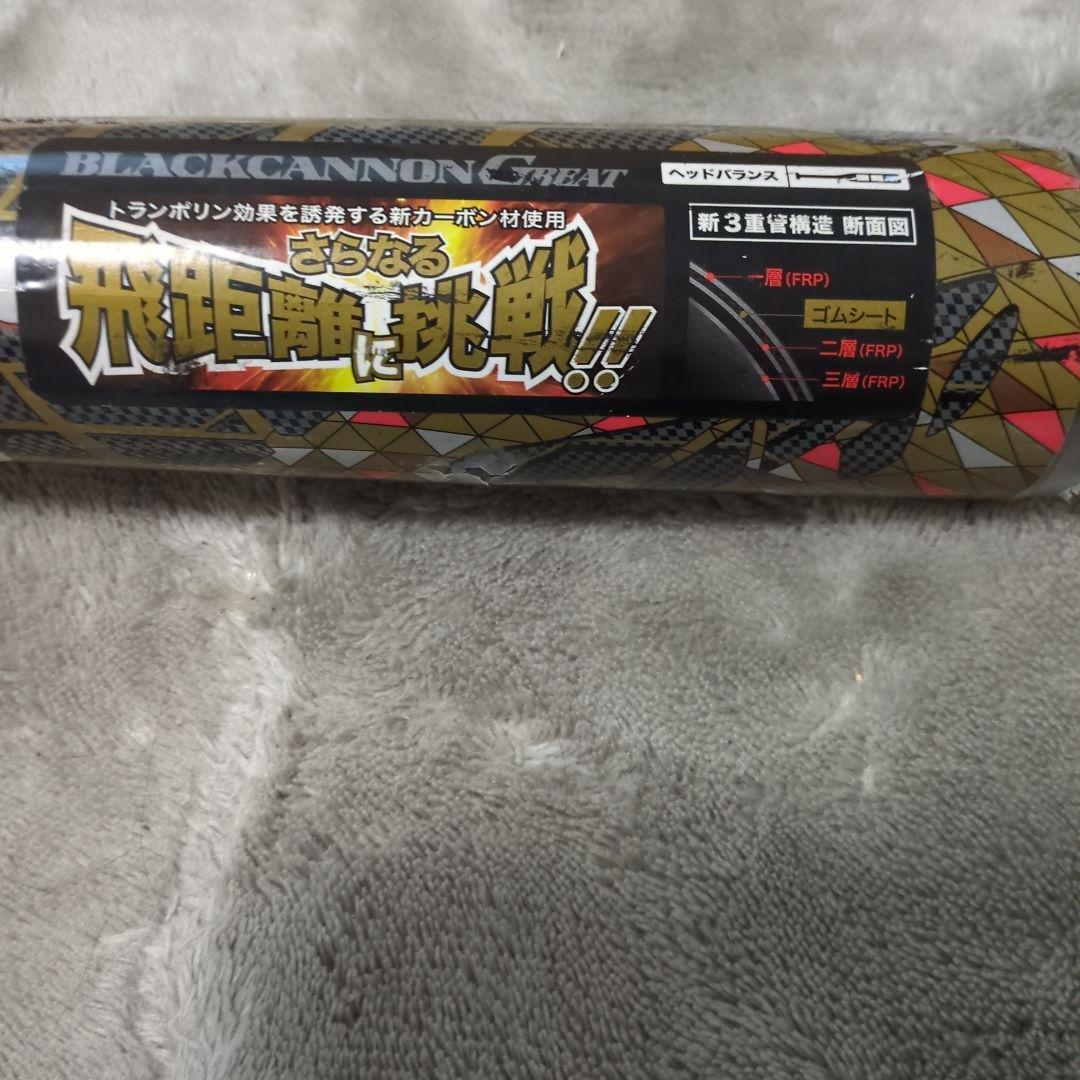 BLACKCANNON GREAT
ヘッドバランス
トランポリン効果を誘発する新カーボン材使用
さらなる
飛距離に挑戦!!
新3重管構造 断面図
一層(FRP)
ゴムシート
二層(FRP)
三層(FRP)